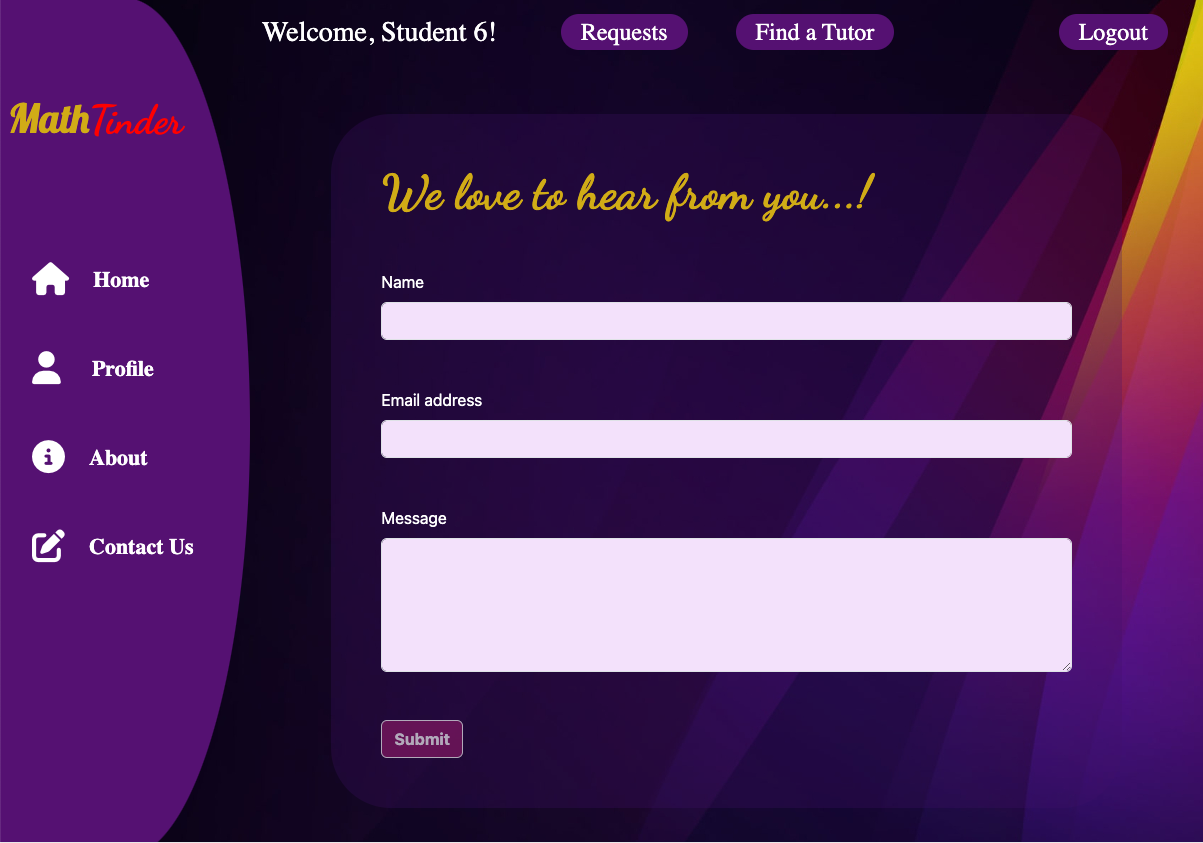 Welcome, Student 6!
Requests
Find a Tutor
Logout
MathTinder
Home
Profile
About
Contact Us
We love to hear from you...!
Name
Email address
Message
Submit